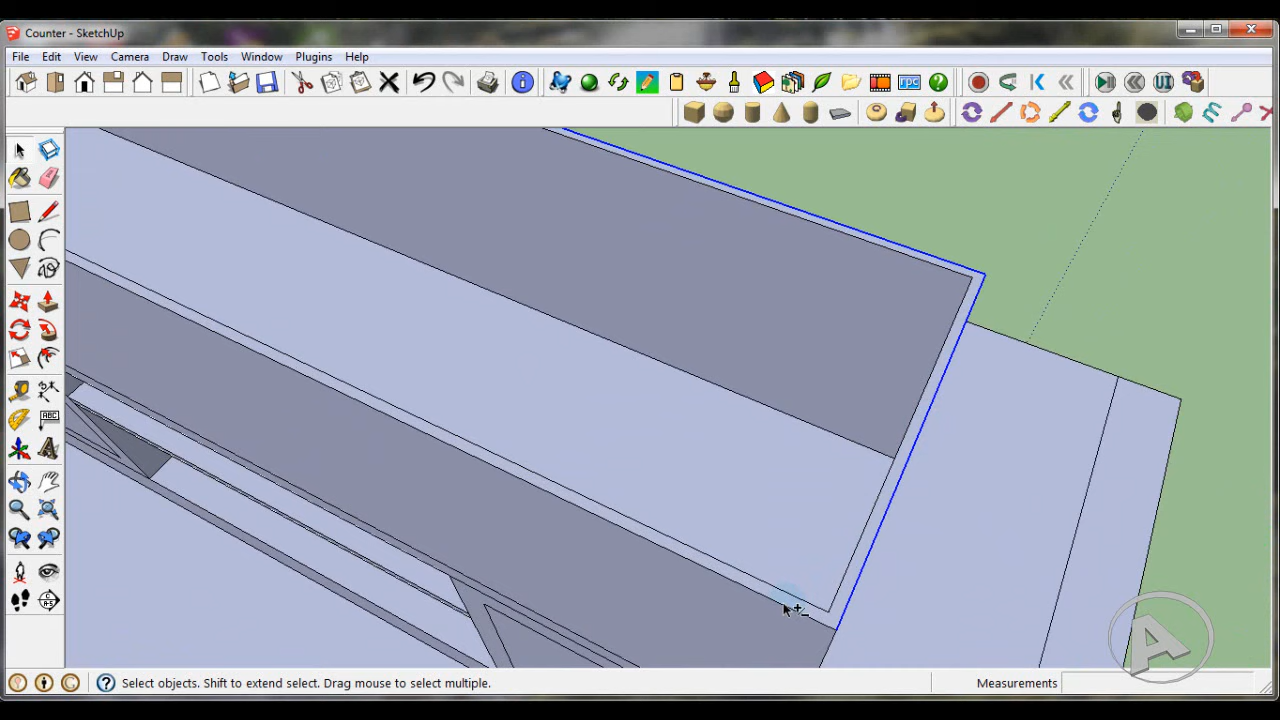 Counter - SketchUp
File Edit View Camera Draw Tools Window Plugins Help
Select objects. Shift to extend select. Drag mouse to select multiple.
Measurements
A